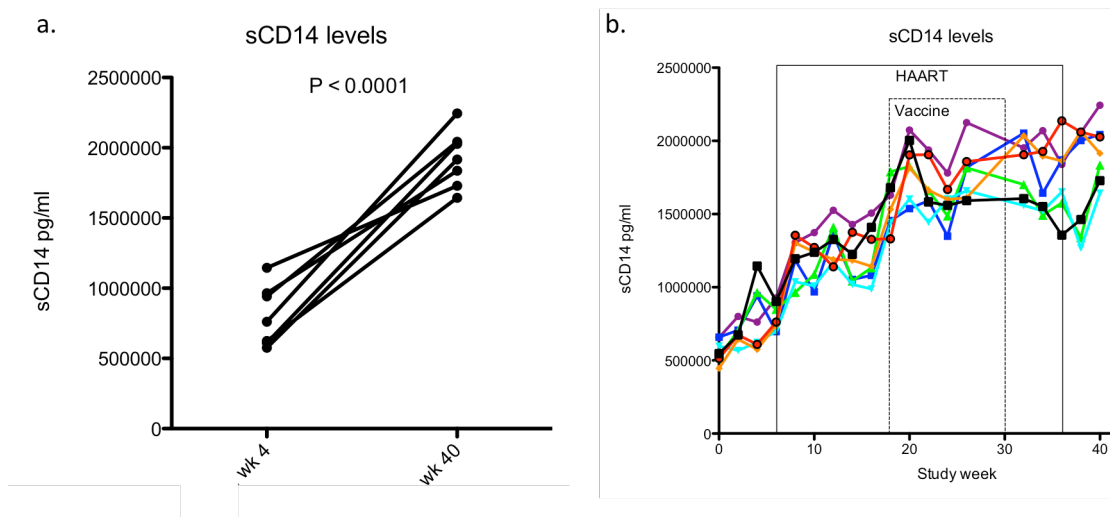 a.
sCD14 levels
P < 0.0001
2500000
2000000
1500000
1000000
500000
0
sCD14 pg/ml
wk 4
wk 40
b.
sCD14 levels
HAART
Vaccine
2500000
2000000
1500000
1000000
500000
0
sCD14 pg/ml
0 10 20 30 40
Study week